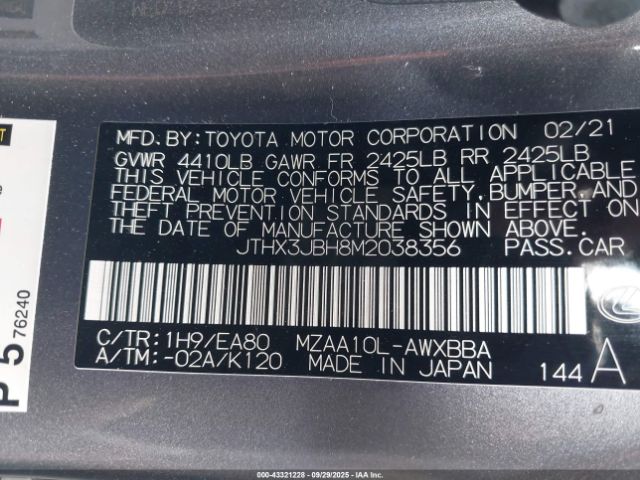 MFD.BY:TOYOTA MOTOR CORPORATION 02/21
GVWR 4410LB GAWR FR 2425LB RR 2425LB
THIS VEHICLE CONFORMS TO ALL APPLICABLE
FEDERAL MOTOR VEHICLE SAFETY,BUMPER,AND
THEFT PREVENTION STANDARDS IN EFFECT ON
THE DATE OF MANUFACTURE SHOWN ABOVE.
JTHX3JBH8M2038356 PASS.CAR
C/TR:1H9/EA80 MZAA10L-AWXBBA
A/TM:-02A/K120 MADE IN JAPAN 144 A
P 5 76240
000-43321228 - 09/29/2025 - IAAI.COM